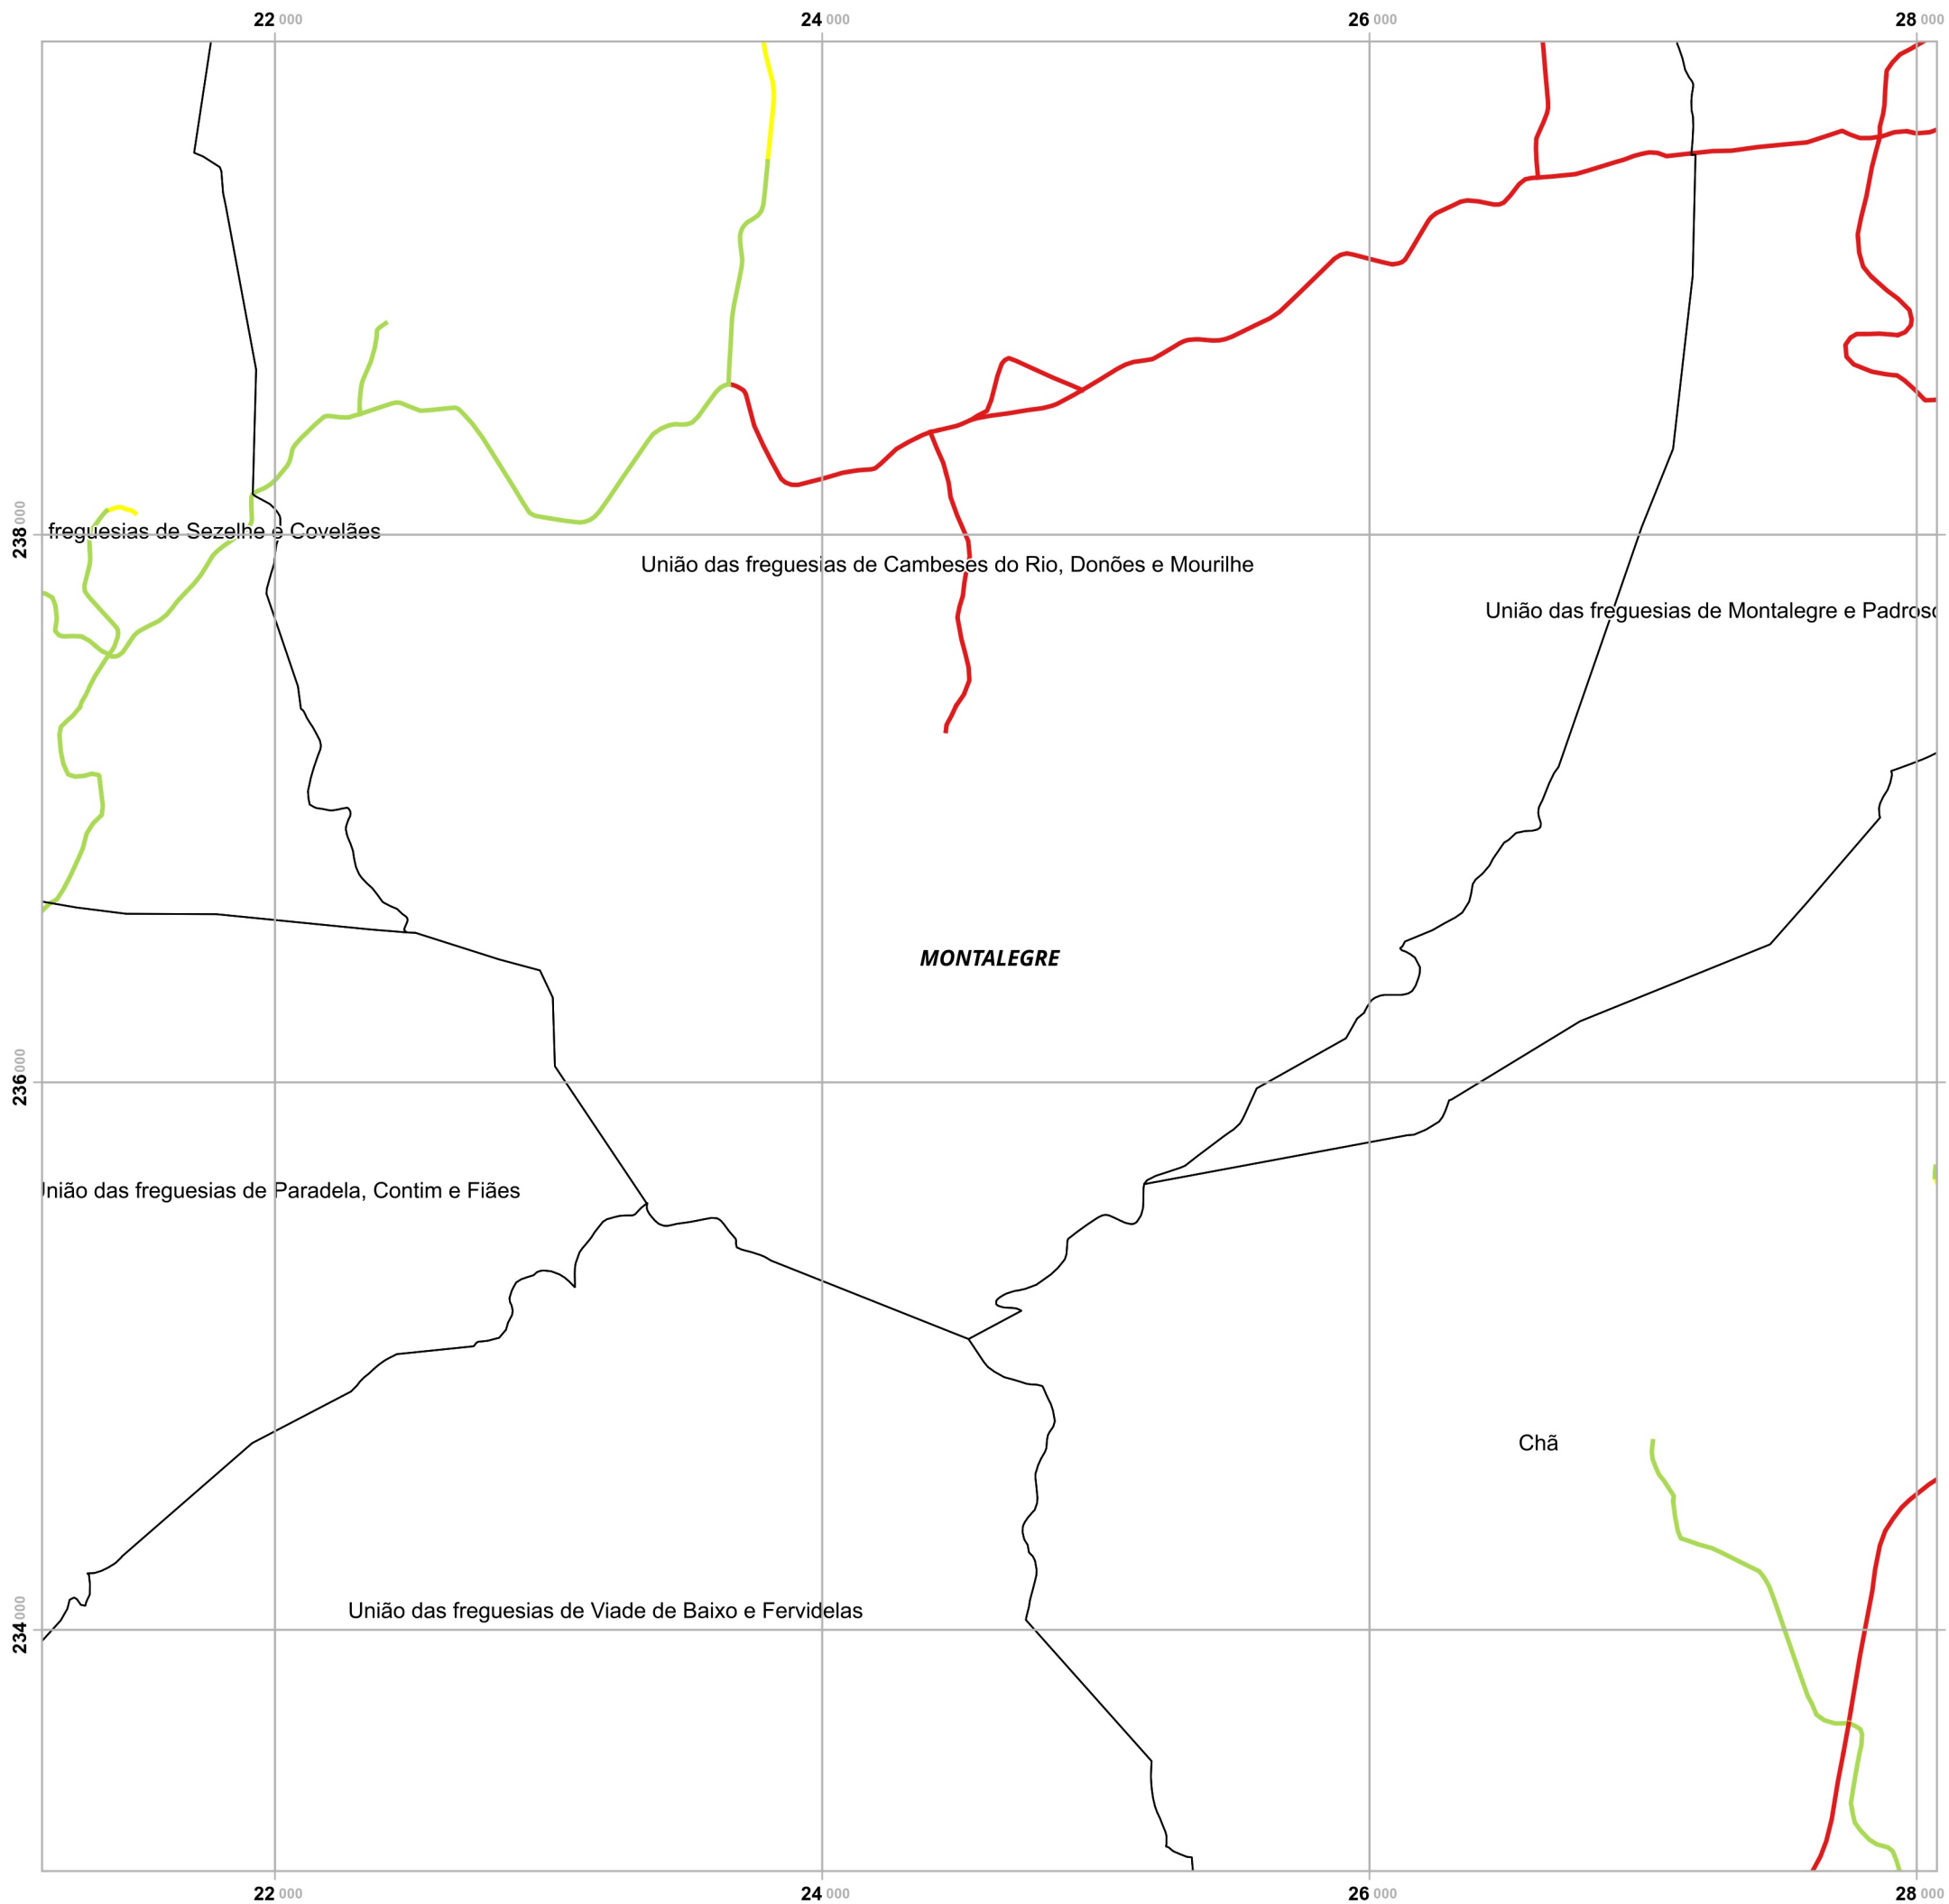 22 000 24 000 26 000 28 000
238 000
freguesias de Sezelhe e Covelães
União das freguesias de Cambeses do Rio, Donões e Mourilhe
União das freguesias de Montalegre e Padroso
MONTALEGRE
236 000
União das freguesias de Paradela, Contim e Fiães
Chã
União das freguesias de Viade de Baixo e Fervidelas
234 000
22 000 24 000 26 000 28 000